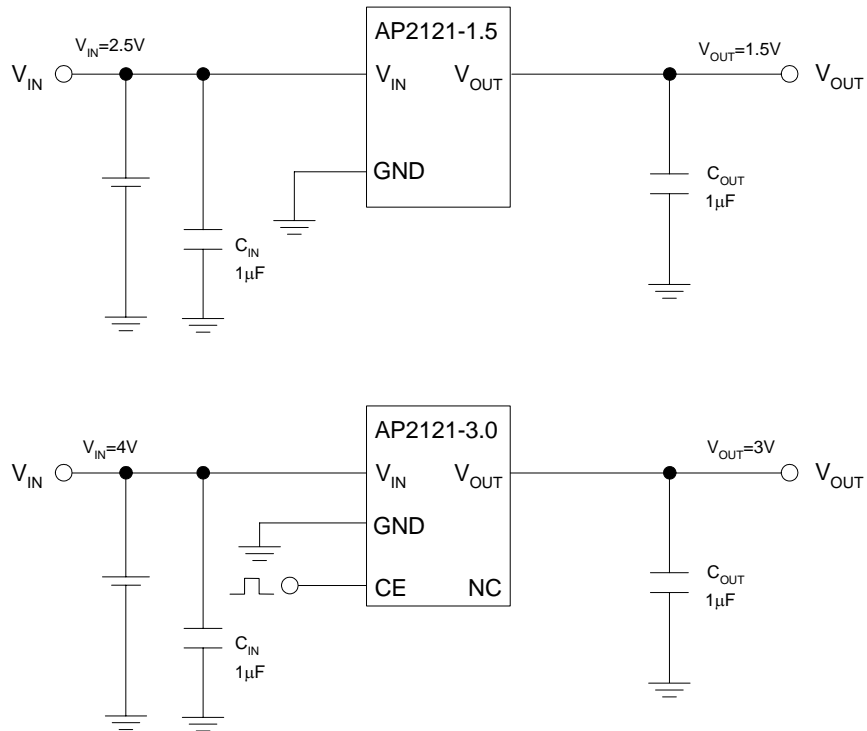 AP2121-1.5
V_IN=2.5V
V_OUT=1.5V
V_IN
V_IN
V_OUT
V_OUT
GND
C_OUT
1μF
C_IN
1μF
AP2121-3.0
V_IN=4V
V_OUT=3V
V_IN
V_IN
V_OUT
V_OUT
GND
CE
NC
C_OUT
1μF
C_IN
1μF